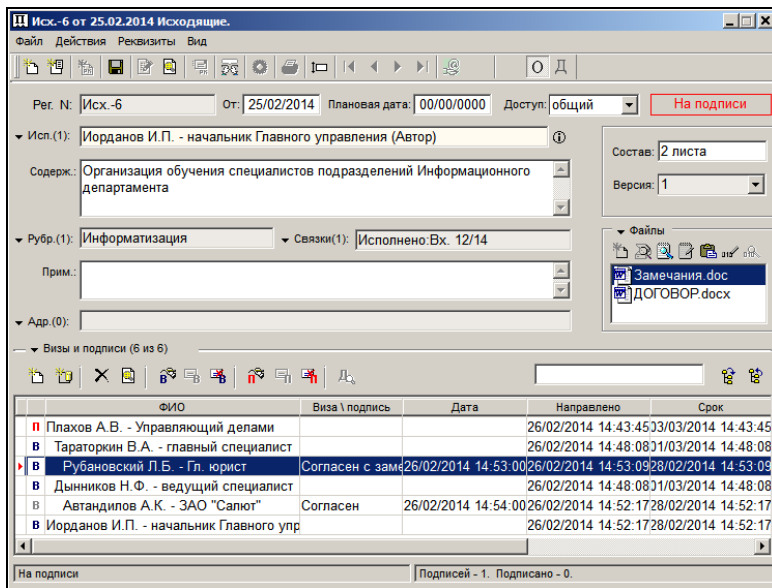 Исх.-6 от 25.02.2014 Исходящие.
Файл Действия Реквизиты Вид
О Д
Рег. N: Исх.-6 От: 25/02/2014 Плановая дата: 00/00/0000 Доступ: общий На подписи
Исп.(1): Иорданов И.П. - начальник Главного управления (Автор)
Состав: 2 листа
Содерж.: Организация обучения специалистов подразделений Информационного
департамента
Версия: 1
Рубр.(1): Информатизация Связки(1): Исполнено:Вх. 12/14
Файлы
Прим.:
Замечания.doc
ДОГОВОР.docx
Адр.(0):
Визы и подписи (6 из 6)
ФИО Виза \ подпись Дата Направлено Срок
П Плахов А.В. - Управляющий делами 26/02/2014 14:43:45 03/03/2014 14:43:45
В Тараторкин В.А. - главный специалист 26/02/2014 14:48:08 01/03/2014 14:48:08
В Рубановский Л.Б. - Гл. юрист Согласен с заме 26/02/2014 14:53:00 26/02/2014 14:53:09 28/02/2014 14:53:09
В Дынников Н.Ф. - ведущий специалист 26/02/2014 14:48:08 01/03/2014 14:48:08
В Автандилов А.К. - ЗАО "Салют" Согласен 26/02/2014 14:54:00 26/02/2014 14:52:17 28/02/2014 14:52:17
В Иорданов И.П. - начальник Главного упр 26/02/2014 14:52:17 28/02/2014 14:52:17
На подписи Подписей - 1. Подписано - 0.